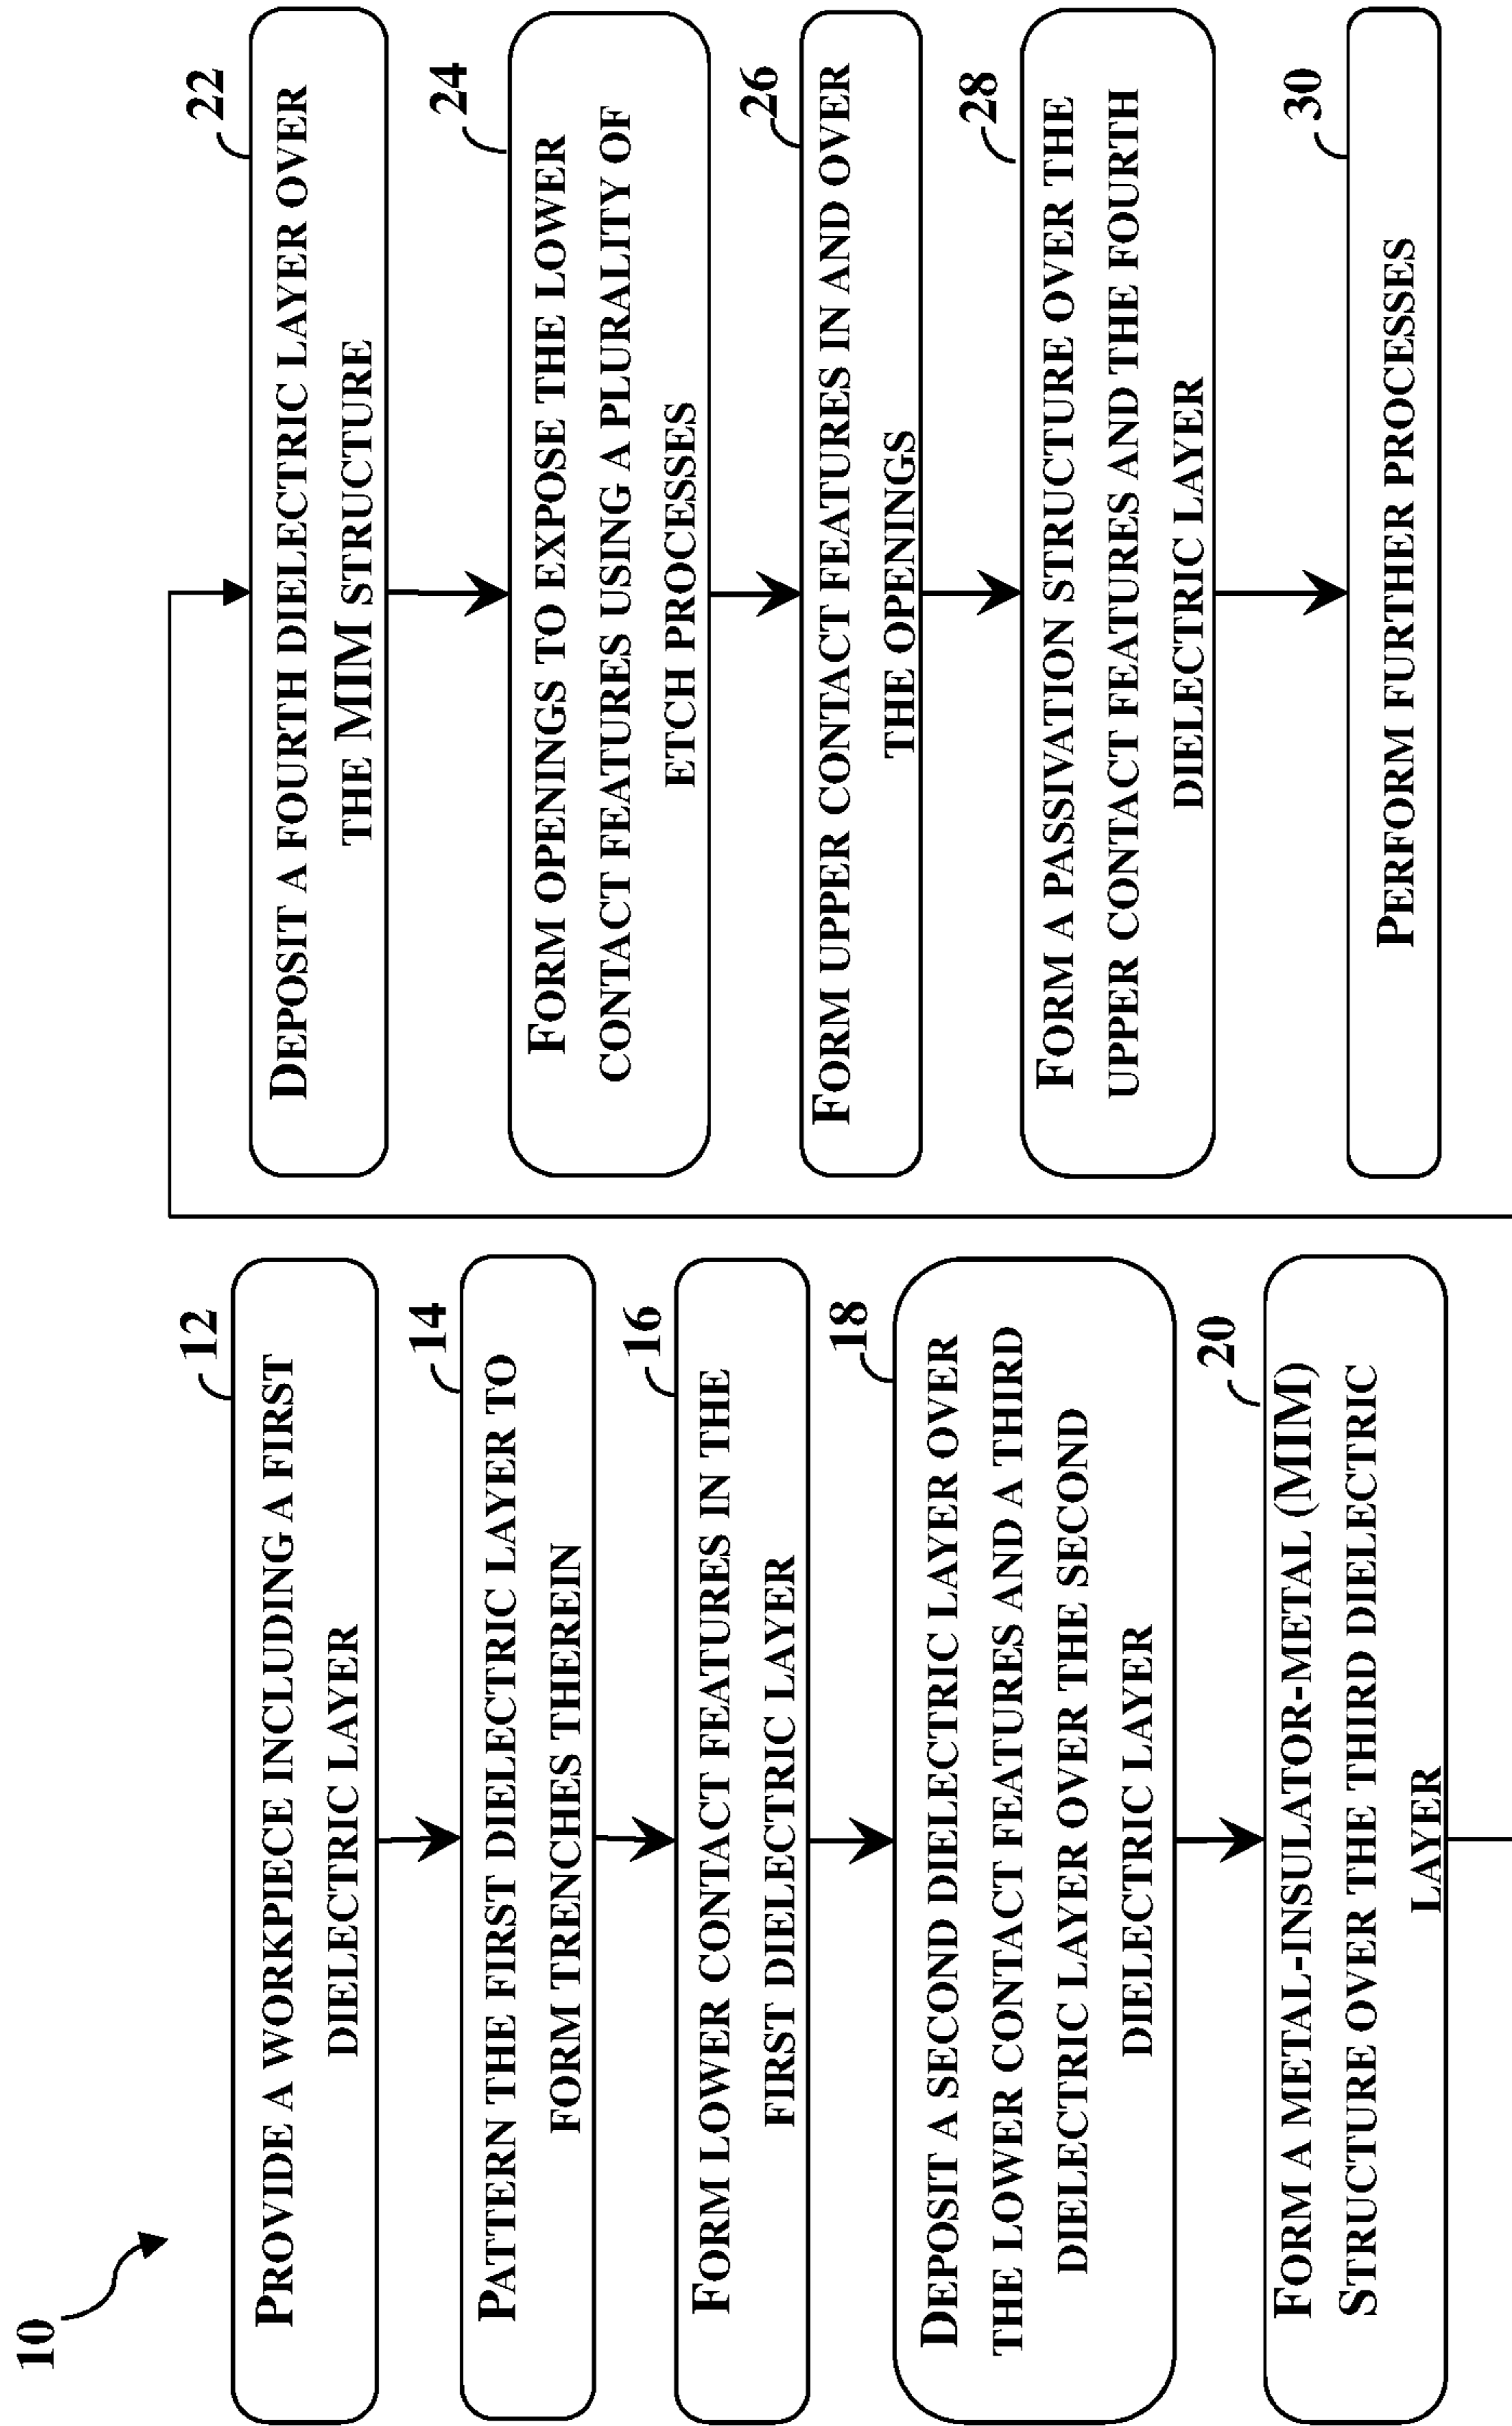 10
12
PROVIDE A WORKPIECE INCLUDING A FIRST
DIELECTRIC LAYER
14
PATTERN THE FIRST DIELECTRIC LAYER TO
FORM TRENCHES THEREIN
16
FORM LOWER CONTACT FEATURES IN THE
FIRST DIELECTRIC LAYER
18
DEPOSIT A SECOND DIELECTRIC LAYER OVER
THE LOWER CONTACT FEATURES AND A THIRD
DIELECTRIC LAYER OVER THE SECOND
DIELECTRIC LAYER
20
FORM A METAL-INSULATOR-METAL (MIM)
STRUCTURE OVER THE THIRD DIELECTRIC
LAYER
22
DEPOSIT A FOURTH DIELECTRIC LAYER OVER
THE MIM STRUCTURE
24
FORM OPENINGS TO EXPOSE THE LOWER
CONTACT FEATURES USING A PLURALITY OF
ETCH PROCESSES
26
FORM UPPER CONTACT FEATURES IN AND OVER
THE OPENINGS
28
FORM A PASSIVATION STRUCTURE OVER THE
UPPER CONTACT FEATURES AND THE FOURTH
DIELECTRIC LAYER
30
PERFORM FURTHER PROCESSES